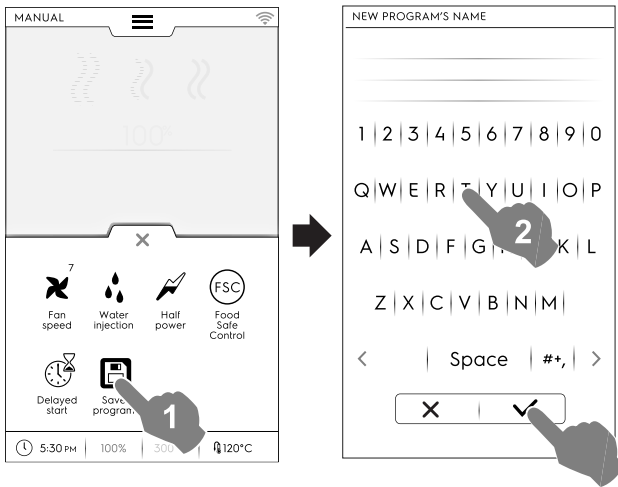 MANUAL
100%
7
Fan
speed
Water
injection
Half
power
FSC
Food
Safe
Control
Delayed
start
Save
program
1
5:30 PM 100% 300 120°C
NEW PROGRAM'S NAME
1 2 3 4 5 6 7 8 9 0
Q W E R T Y U I O P
2
A S D F G K L
Z X C V B N M
< Space #+, >